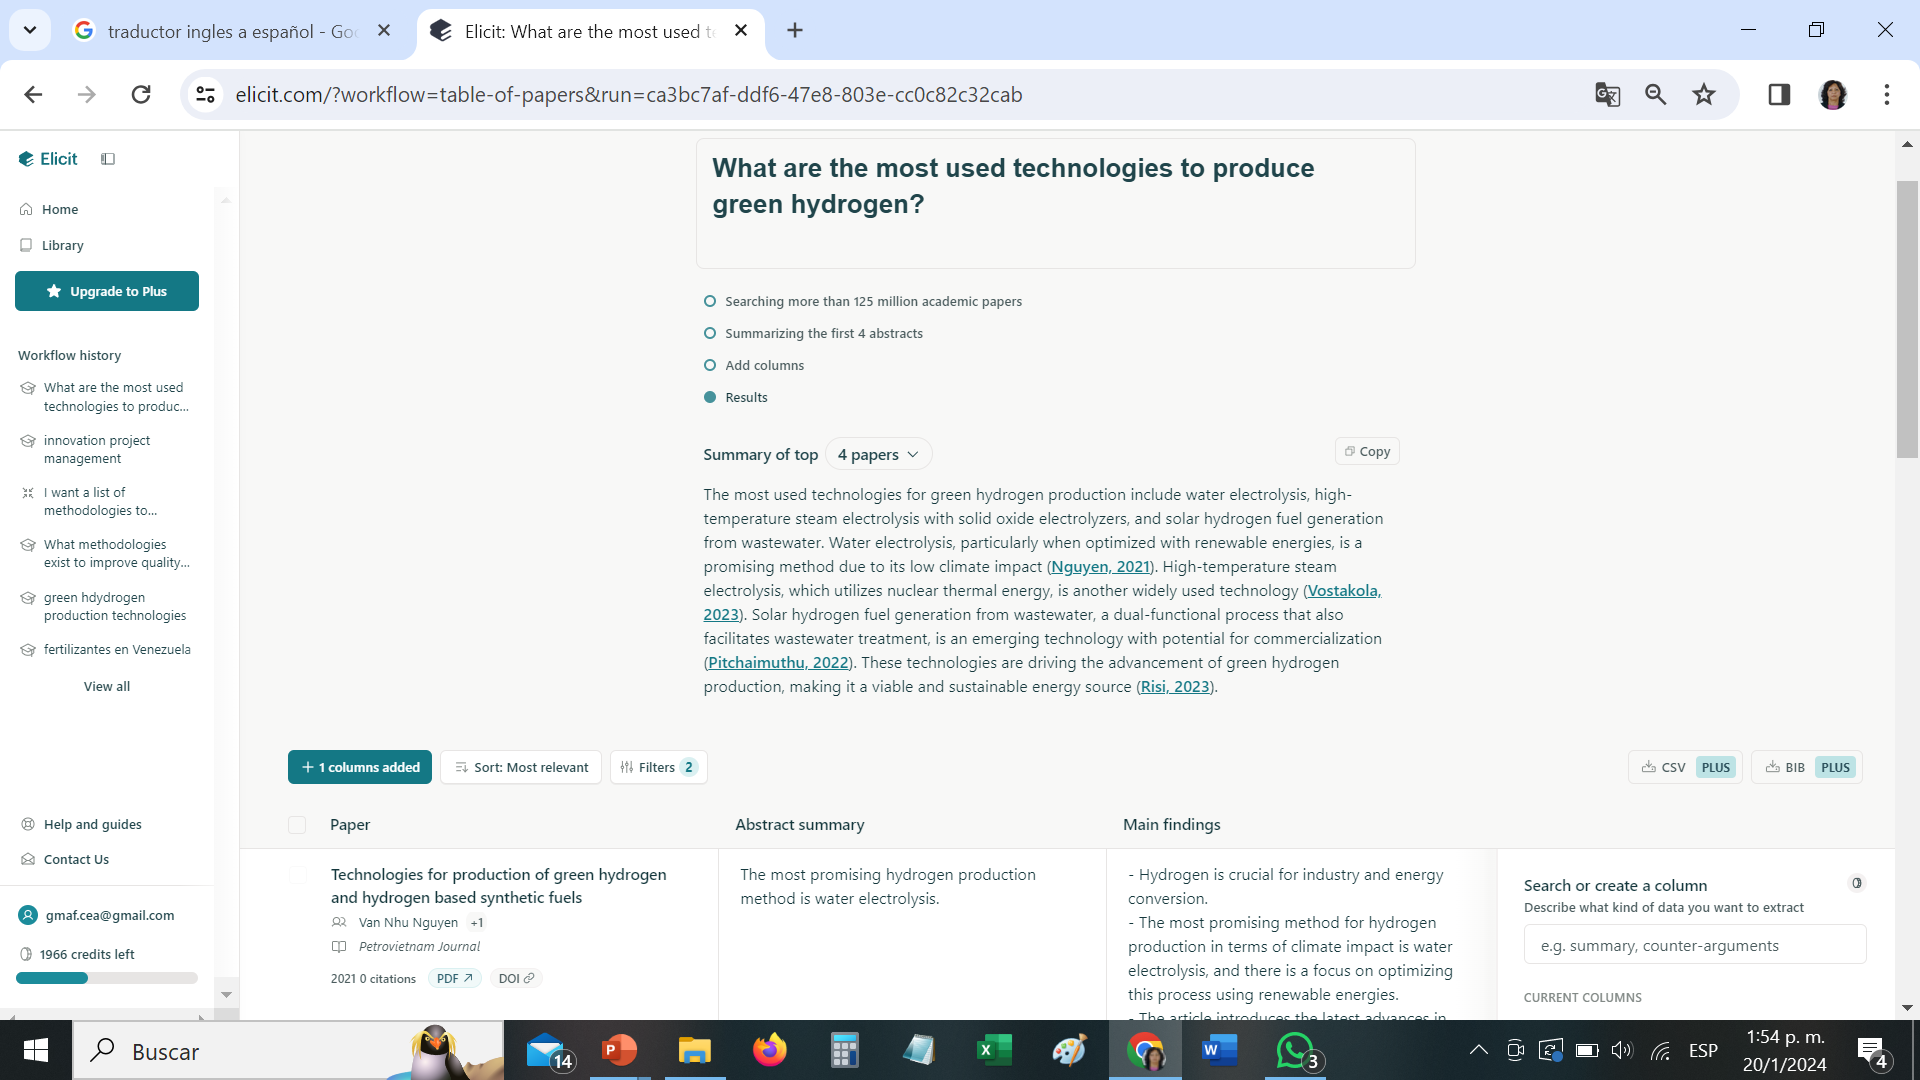 traductor ingles a español - Goo
Elicit: What are the most used t
elicit.com/?workflow=table-of-papers&run=ca3bc7af-ddf6-47e8-803e-cc0c82c32cab
Elicit
Home
Library
Upgrade to Plus
Workflow history
What are the most used
technologies to produc...
innovation project
management
I want a list of
methodologies to...
What methodologies
exist to improve quality...
green hdydrogen
production technologies
fertilizantes en Venezuela
View all
Help and guides
Contact Us
gmaf.cea@gmail.com
1966 credits left
What are the most used technologies to produce
green hydrogen?
Searching more than 125 million academic papers
Summarizing the first 4 abstracts
Add columns
Results
Summary of top 4 papers
Copy
The most used technologies for green hydrogen production include water electrolysis, high-
temperature steam electrolysis with solid oxide electrolyzers, and solar hydrogen fuel generation
from wastewater. Water electrolysis, particularly when optimized with renewable energies, is a
promising method due to its low climate impact (Nguyen, 2021). High-temperature steam
electrolysis, which utilizes nuclear thermal energy, is another widely used technology (Vostakola,
2023). Solar hydrogen fuel generation from wastewater, a dual-functional process that also
facilitates wastewater treatment, is an emerging technology with potential for commercialization
(Pitchaimuthu, 2022). These technologies are driving the advancement of green hydrogen
production, making it a viable and sustainable energy source (Risi, 2023).
+ 1 columns added
Sort: Most relevant
Filters 2
CSV PLUS
BIB PLUS
Paper
Abstract summary
Main findings
Technologies for production of green hydrogen
and hydrogen based synthetic fuels
Van Nhu Nguyen +1
Petrovietnam Journal
2021 0 citations PDF DOI
The most promising hydrogen production
method is water electrolysis.
- Hydrogen is crucial for industry and energy
conversion.
- The most promising method for hydrogen
production in terms of climate impact is water
electrolysis, and there is a focus on optimizing
this process using renewable energies.
- The article introduces the latest advances in
Search or create a column
Describe what kind of data you want to extract
e.g. summary, counter-arguments
CURRENT COLUMNS
Buscar
14
3
ESP
1:54 p. m.
20/1/2024
4